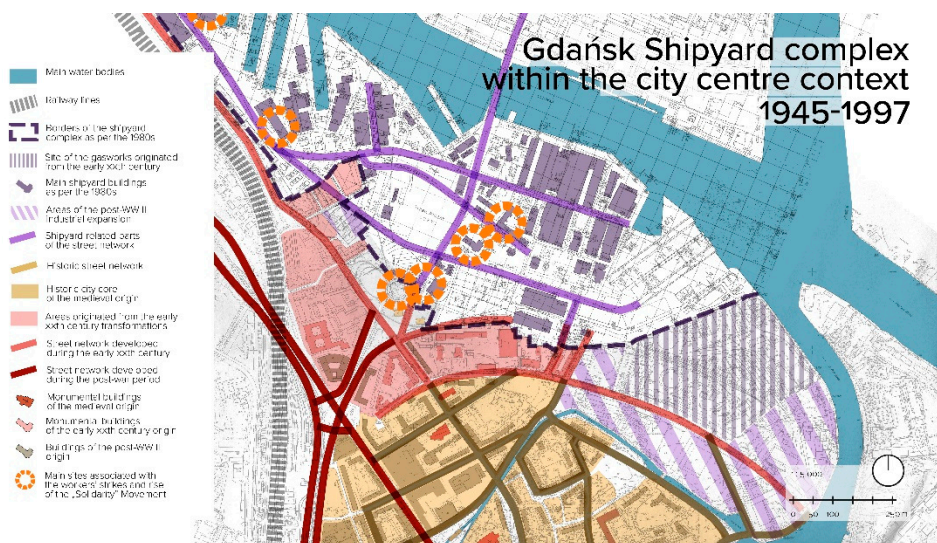 Gdańsk Shipyard complex
within the city centre context
1945-1997
Main water bodies
Railway lines
Borders of the shipyard
complex as per the 1980s
Site of the gasworks originated
from the early xxth century
Main shipyard buildings
as per the 1980s
Areas of the post-WW II
Industrial expansion
Shipyard related parts
of the street network
Historic street network
Historic city core
of the medieval origin
Areas originated from the early
xxth century transformations
Street network developed
during the early xxth century
Street network developed
during the post-war period
Monumental buildings
of the medieval origin
Monumental buildings
of the early xxth century origin
Buildings of the post-WW II
origin
Main sites associated with
the workers' strikes and rise
of the „Solidarity" Movement
1:5 000
0 50 100 250 m